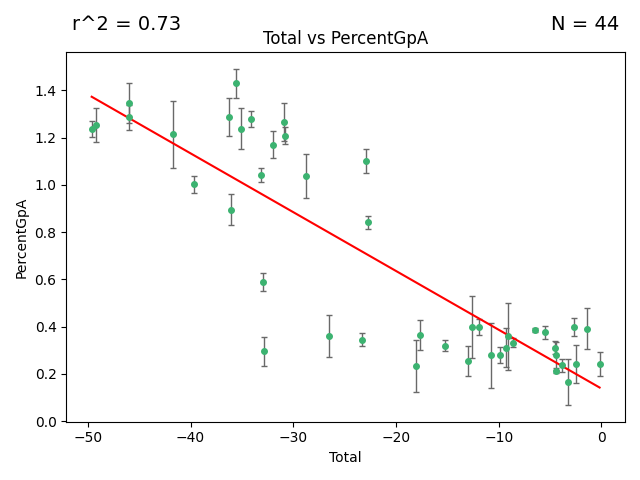 r^2 = 0.73
N = 44
Total vs PercentGpA
PercentGpA
1.4
1.2
1.0
0.8
0.6
0.4
0.2
0.0
−50
−40
−30
−20
−10
0
Total